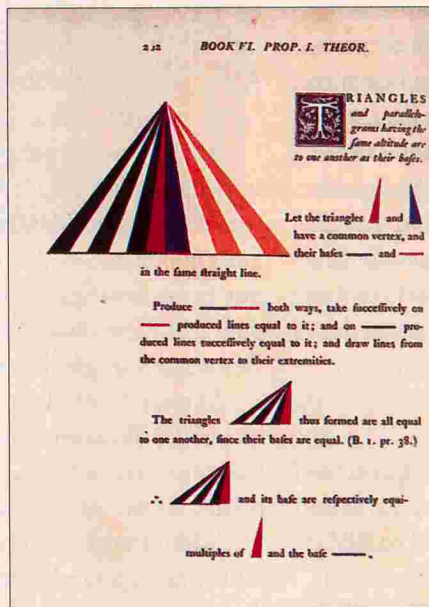 212 BOOK VI. PROP. I. THEOR.
TRIANGLES
and parallelo-
grams having the
ſame altitude are
to one another as their baſes.
Let the triangles and
have a common vertex, and
their baſes and
in the ſame ſtraight line.
Produce both ways, take ſucceſſively on
produced lines equal to it; and on pro-
duced lines ſucceſſively equal to it; and draw lines from
the common vertex to their extremities.
The triangles thus formed are all equal
to one another, ſince their baſes are equal. (B. 1. pr. 38.)
∴ and its baſe are reſpectively equi-
multiples of and the baſe .